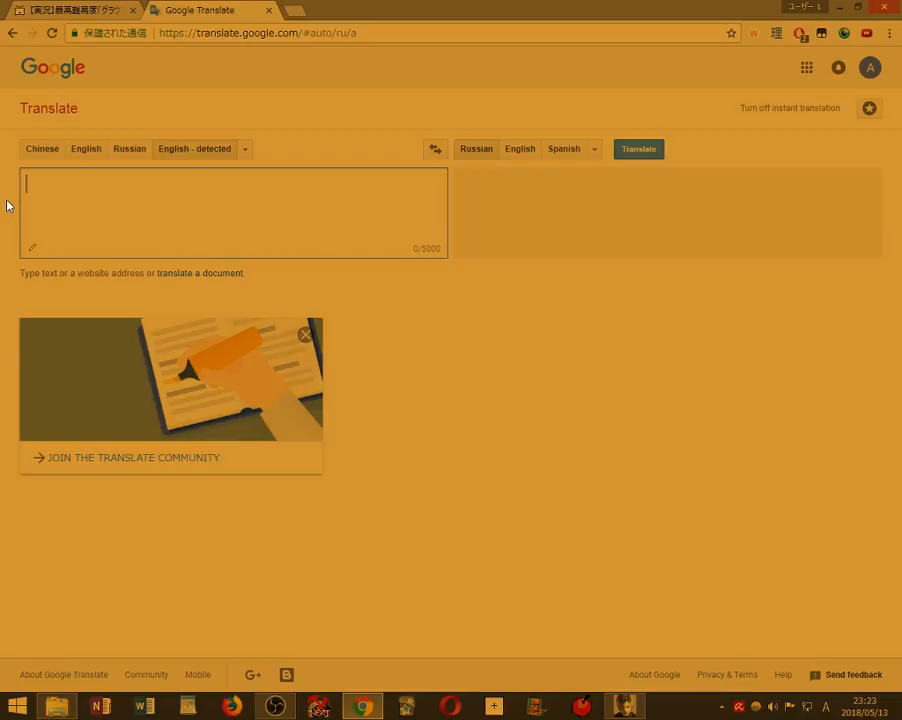 【実況】最高難易度「グラウ
Google Translate
ユーザー 1
保護された通信
https://translate.google.com/#auto/ru/a
Google
A
Translate
Turn off instant translation
Chinese English Russian English - detected
Russian English Spanish Translate
0/5000
Type text or a website address or translate a document.
JOIN THE TRANSLATE COMMUNITY
About Google Translate Community Mobile G+ About Google Privacy & Terms Help Send feedback
23:23
2018/05/13